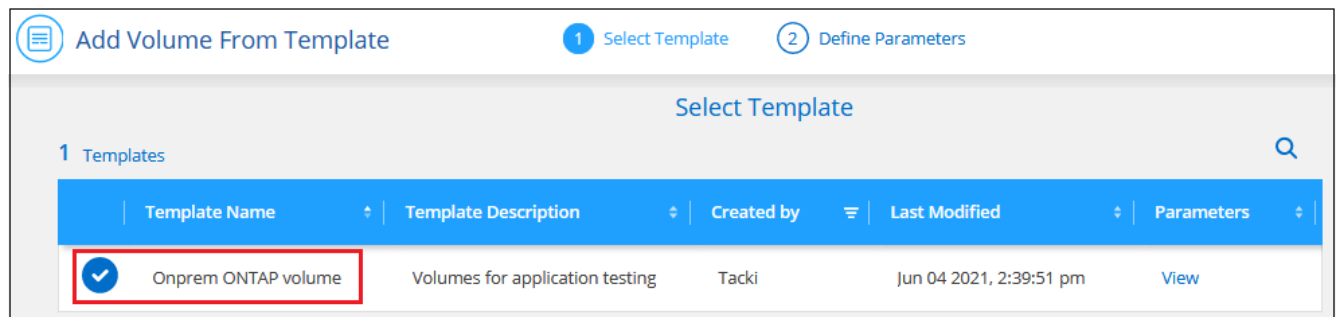 Add Volume From Template
1 Select Template 2 Define Parameters
Select Template
1 Templates
Template Name Template Description Created by Last Modified Parameters
Onprem ONTAP volume Volumes for application testing Tacki Jun 04 2021, 2:39:51 pm View